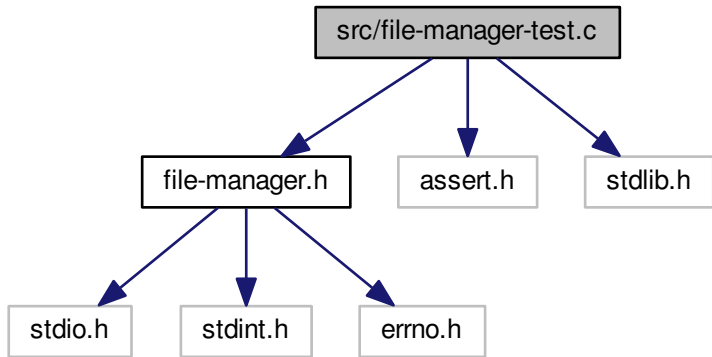 src/file-manager-test.c
file-manager.h
assert.h
stdlib.h
stdio.h
stdint.h
errno.h